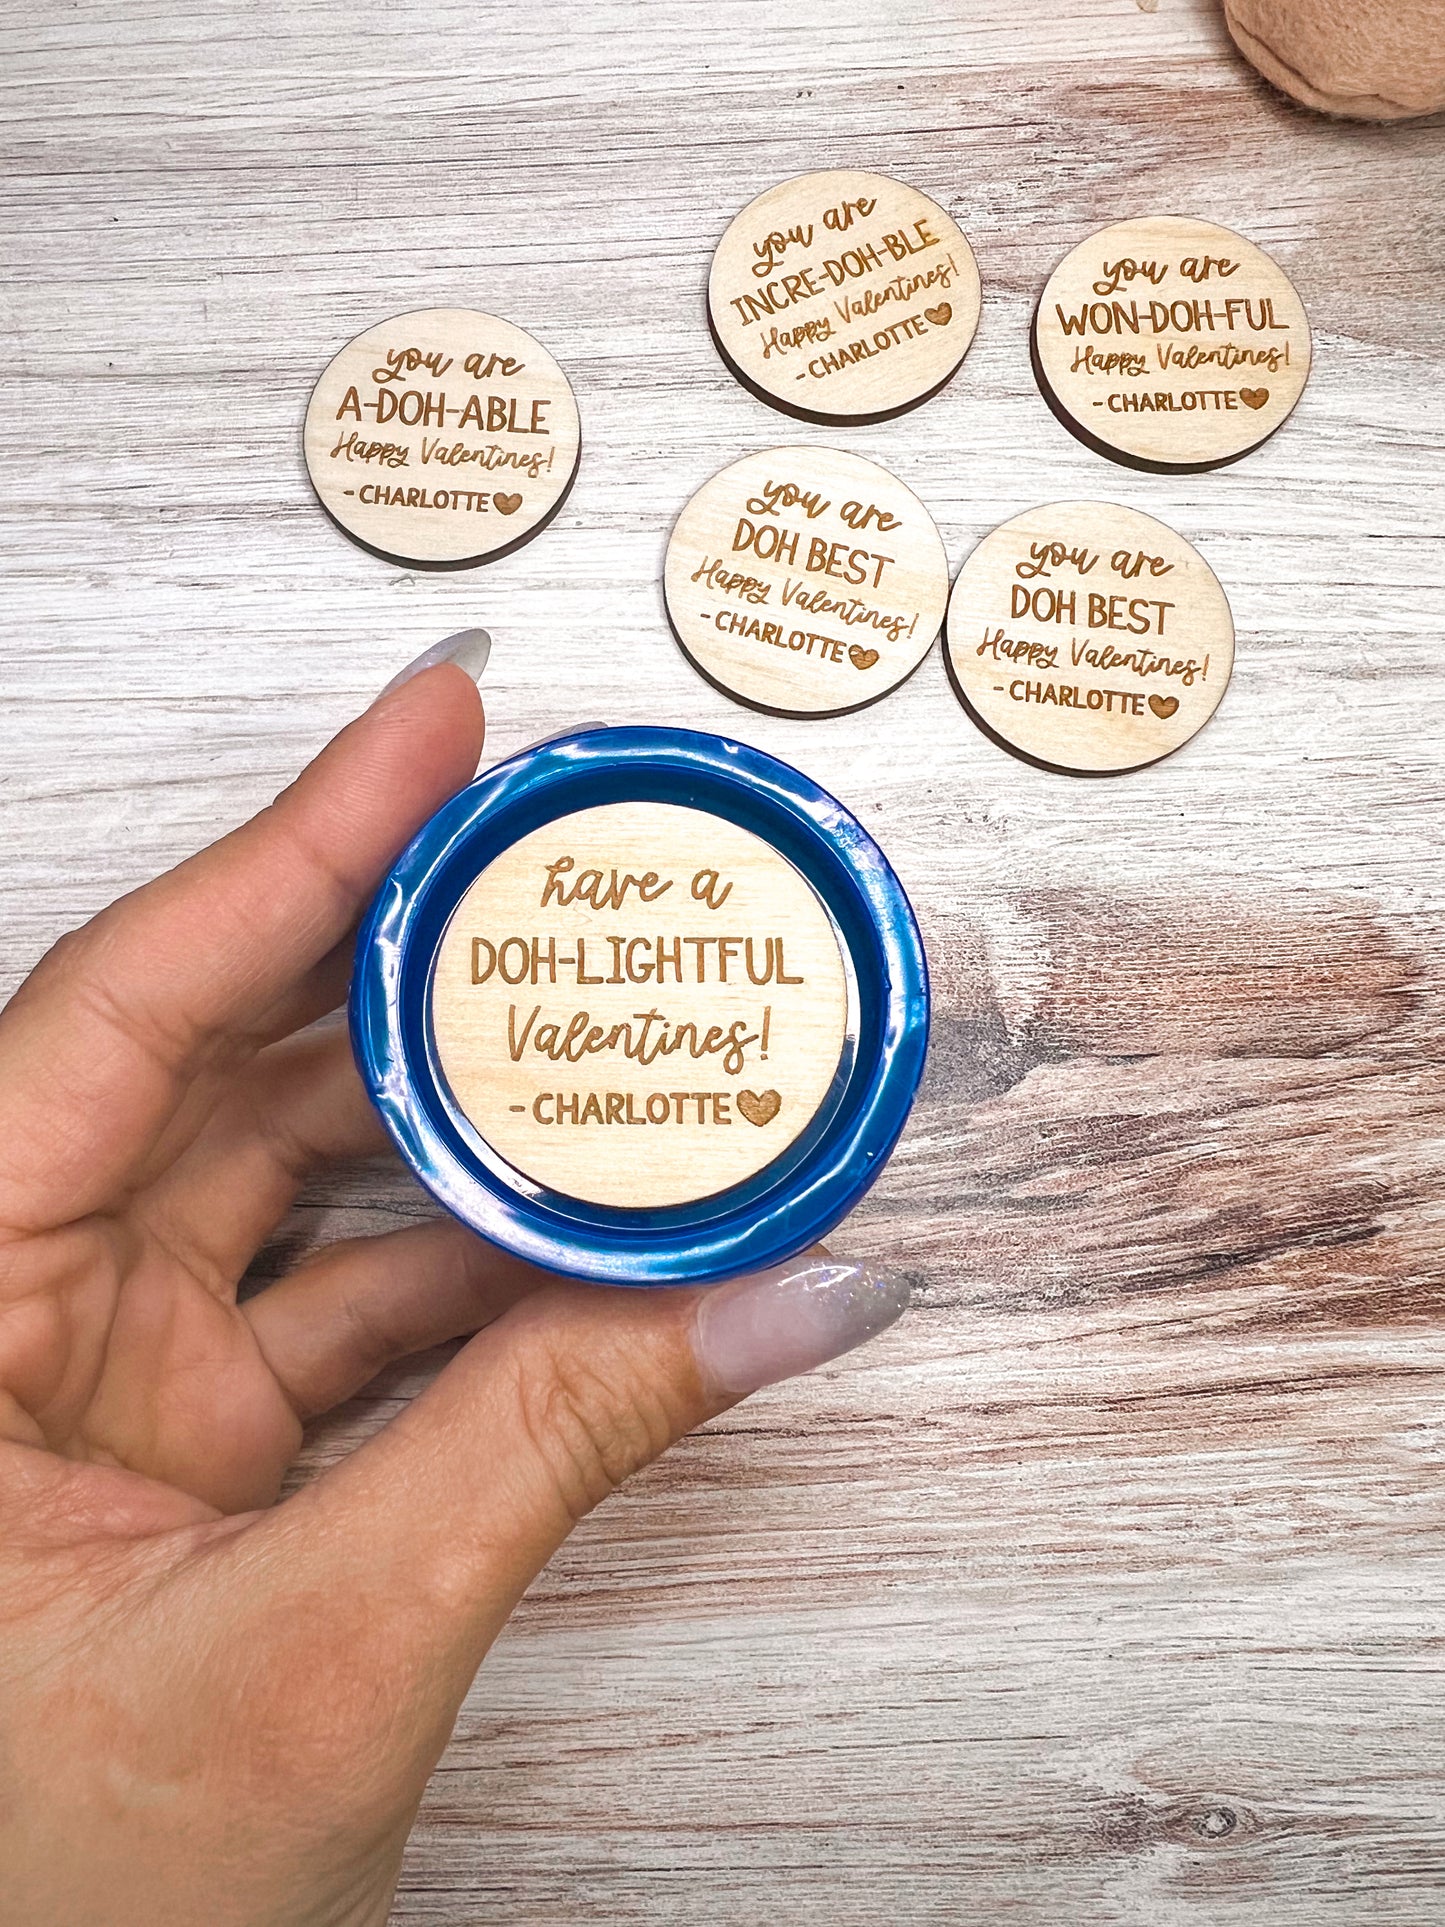 you are
INCRE-DOH-BLE
Happy Valentines!
-CHARLOTTE
you are
WON-DOH-FUL
Happy Valentines!
-CHARLOTTE
you are
A-DOH-ABLE
Happy Valentines!
-CHARLOTTE
you are
DOH BEST
Happy Valentines!
-CHARLOTTE
you are
DOH BEST
Happy Valentines!
-CHARLOTTE
have a
DOH-LIGHTFUL
Valentines!
-CHARLOTTE